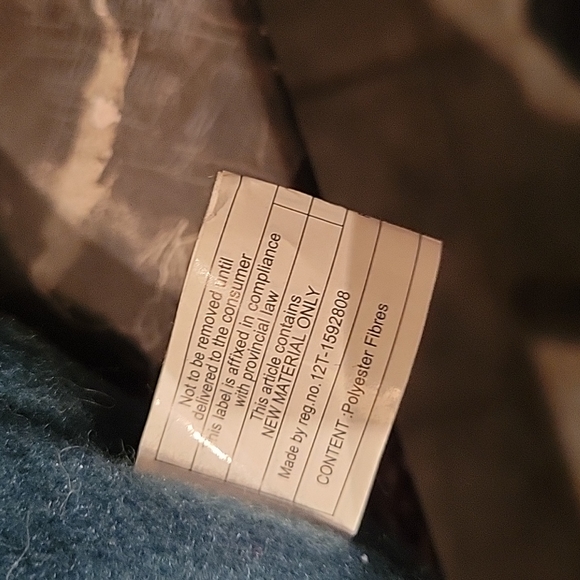 Not to be removed until
delivered to the consumer
This label is affixed in compliance
with provincial law
This article contains
NEW MATERIAL ONLY
Made by reg.no.12T-1592808
CONTENT :Polyester Fibres